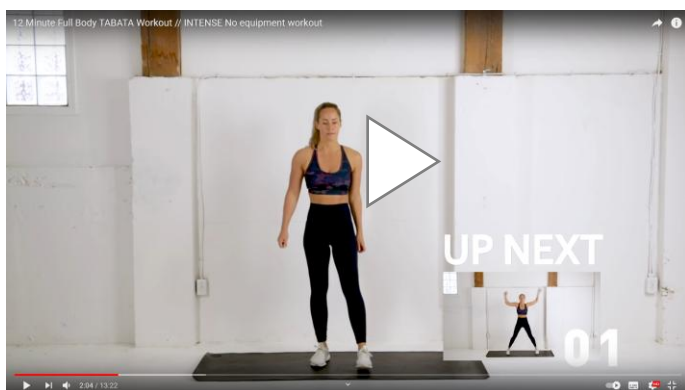 12 Minute Full Body TABATA Workout // INTENSE No equipment workout
UP NEXT
01
2:04 / 13:22